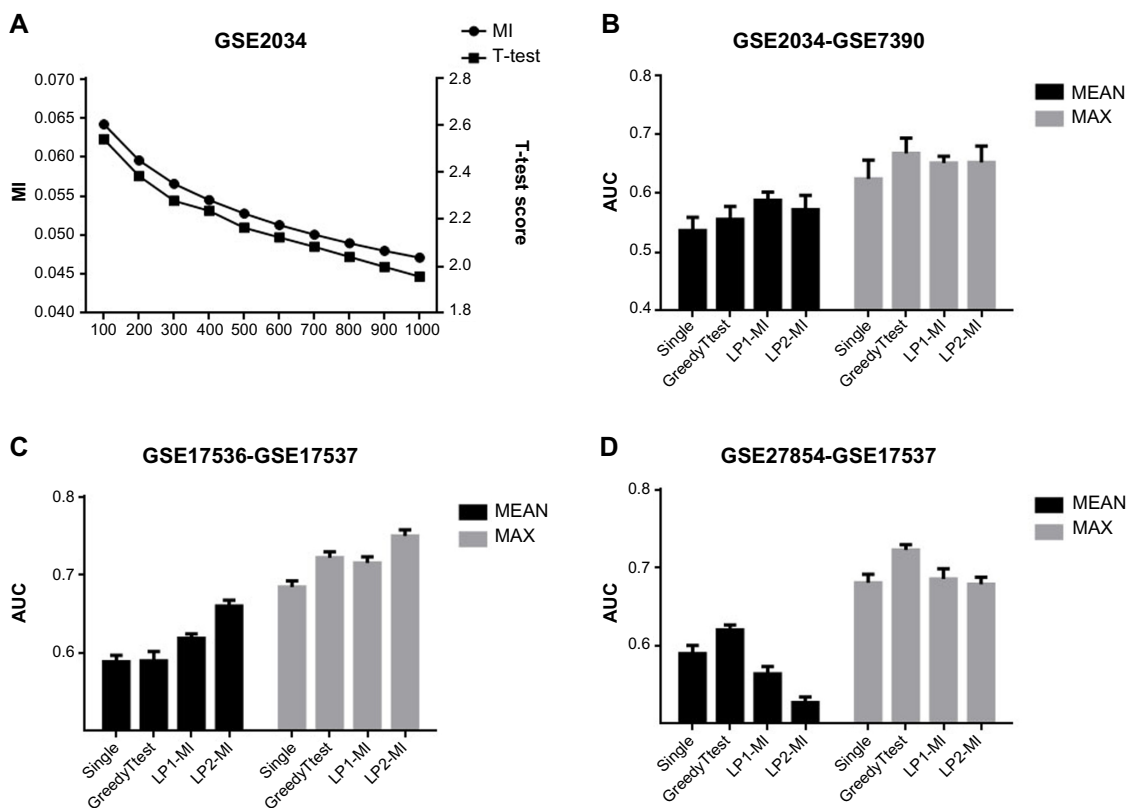 A
GSE2034
MI
T-test
0.070
0.065
0.060
0.055
0.050
0.045
0.040
MI
2.8
2.6
2.4
2.2
2.0
1.8
T-test score
100 200 300 400 500 600 700 800 900 1000
B
GSE2034-GSE7390
MEAN
MAX
0.8
0.7
0.6
0.5
0.4
AUC
Single GreedyTtest LP1-MI LP2-MI Single GreedyTtest LP1-MI LP2-MI
C
GSE17536-GSE17537
MEAN
MAX
0.8
0.7
0.6
AUC
Single GreedyTtest LP1-MI LP2-MI Single GreedyTtest LP1-MI LP2-MI
D
GSE27854-GSE17537
MEAN
MAX
0.8
0.7
0.6
AUC
Single GreedyTtest LP1-MI LP2-MI Single GreedyTtest LP1-MI LP2-MI